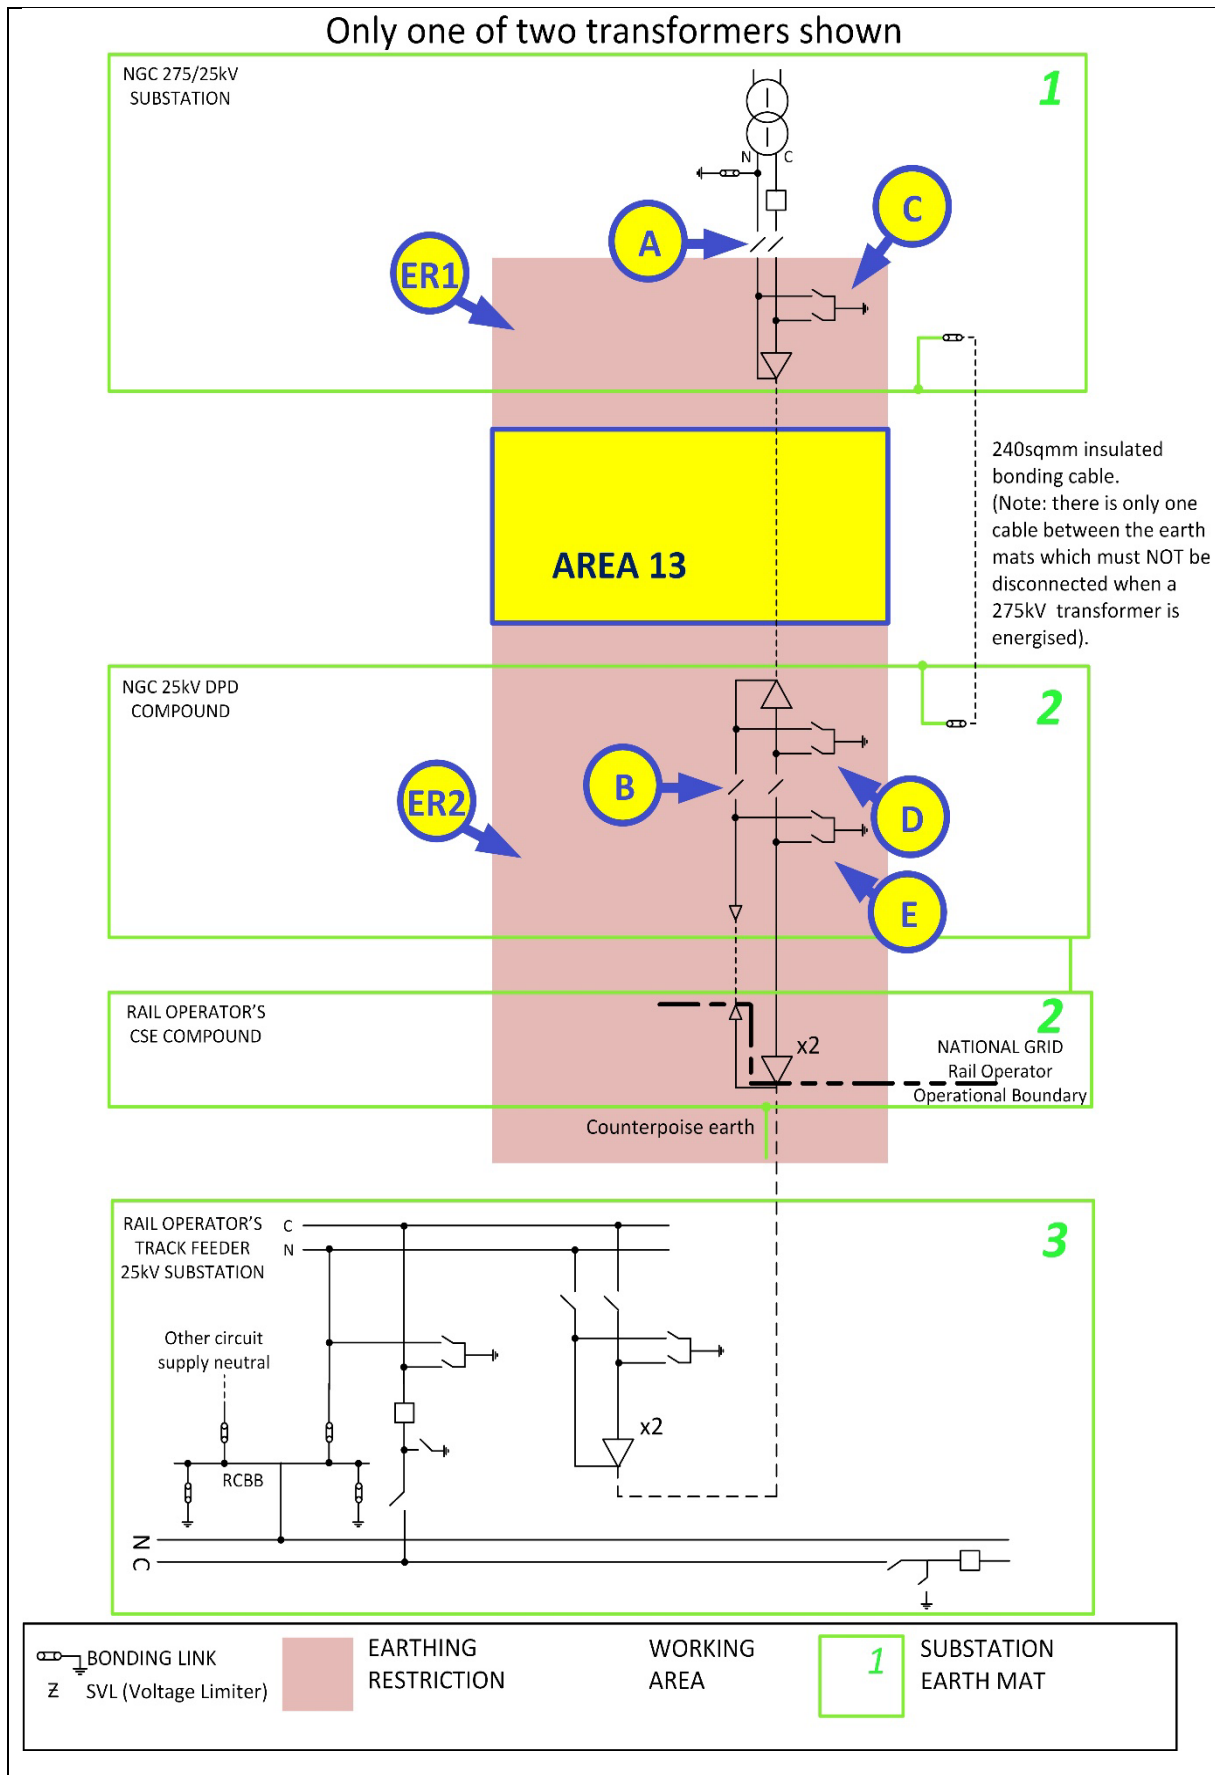 Only one of two transformers shown
NGC 275/25kV
SUBSTATION
1
N C
A
C
ER1
240sqmm insulated
bonding cable.
(Note: there is only one
cable between the earth
mats which must NOT be
disconnected when a
275kV transformer is
energised).
AREA 13
NGC 25kV DPD
COMPOUND
2
B
ER2
D
E
RAIL OPERATOR'S
CSE COMPOUND
2
x2
NATIONAL GRID
Rail Operator
Operational Boundary
Counterpoise earth
RAIL OPERATOR'S
TRACK FEEDER
25kV SUBSTATION
C
N
3
Other circuit
supply neutral
x2
RCBB
N
C
BONDING LINK
Z SVL (Voltage Limiter)
EARTHING
RESTRICTION
WORKING
AREA
1
SUBSTATION
EARTH MAT